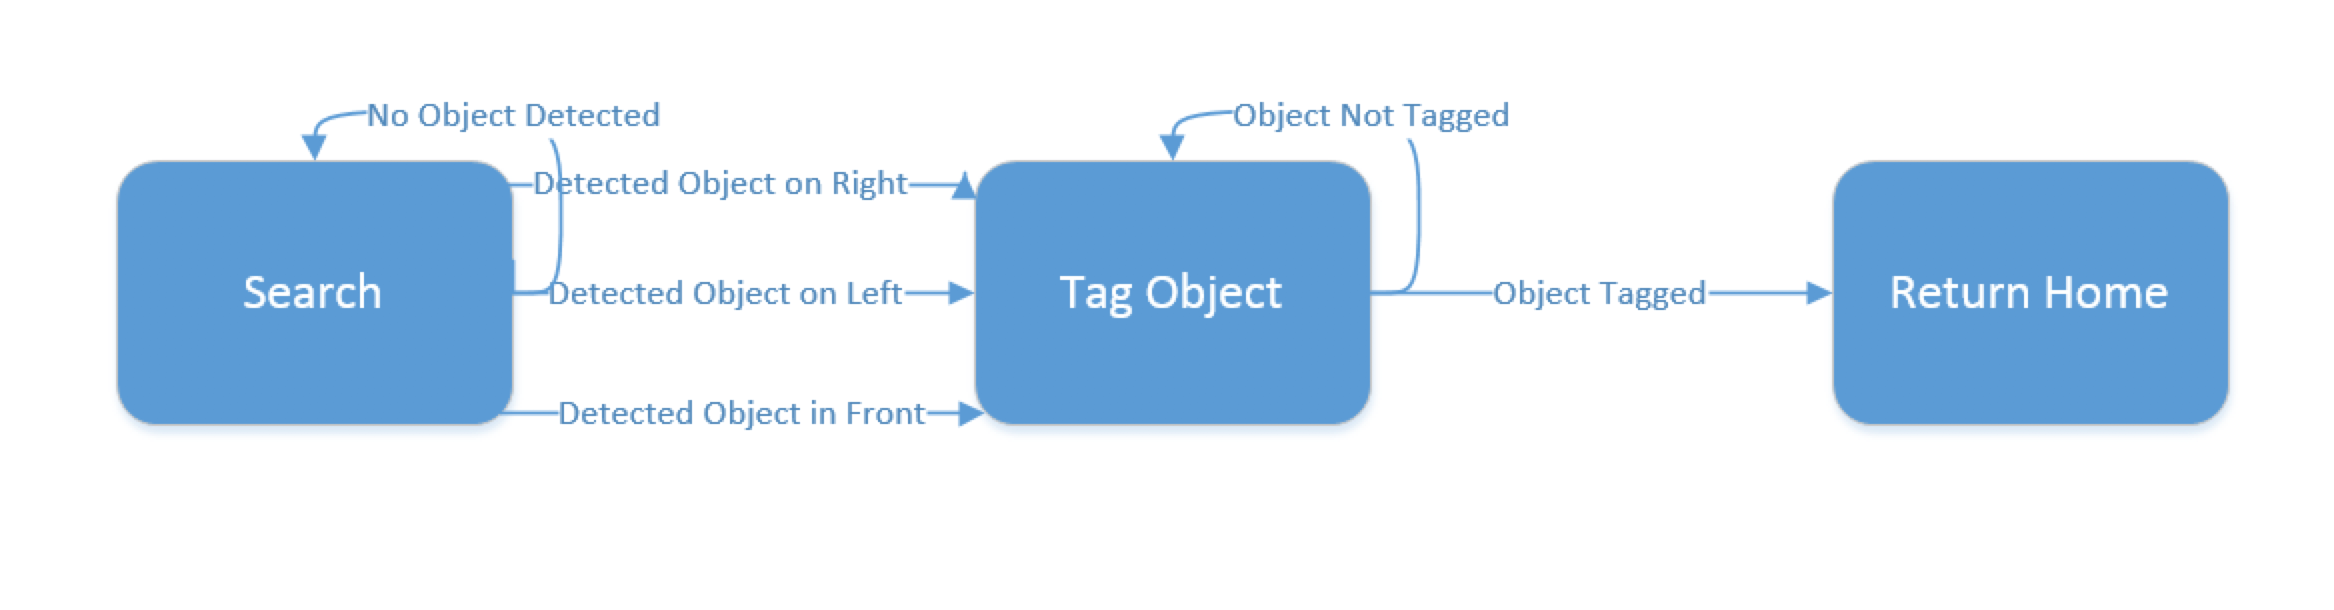 No Object Detected
Object Not Tagged
Detected Object on Right
Search
Detected Object on Left
Tag Object
Object Tagged
Return Home
Detected Object in Front